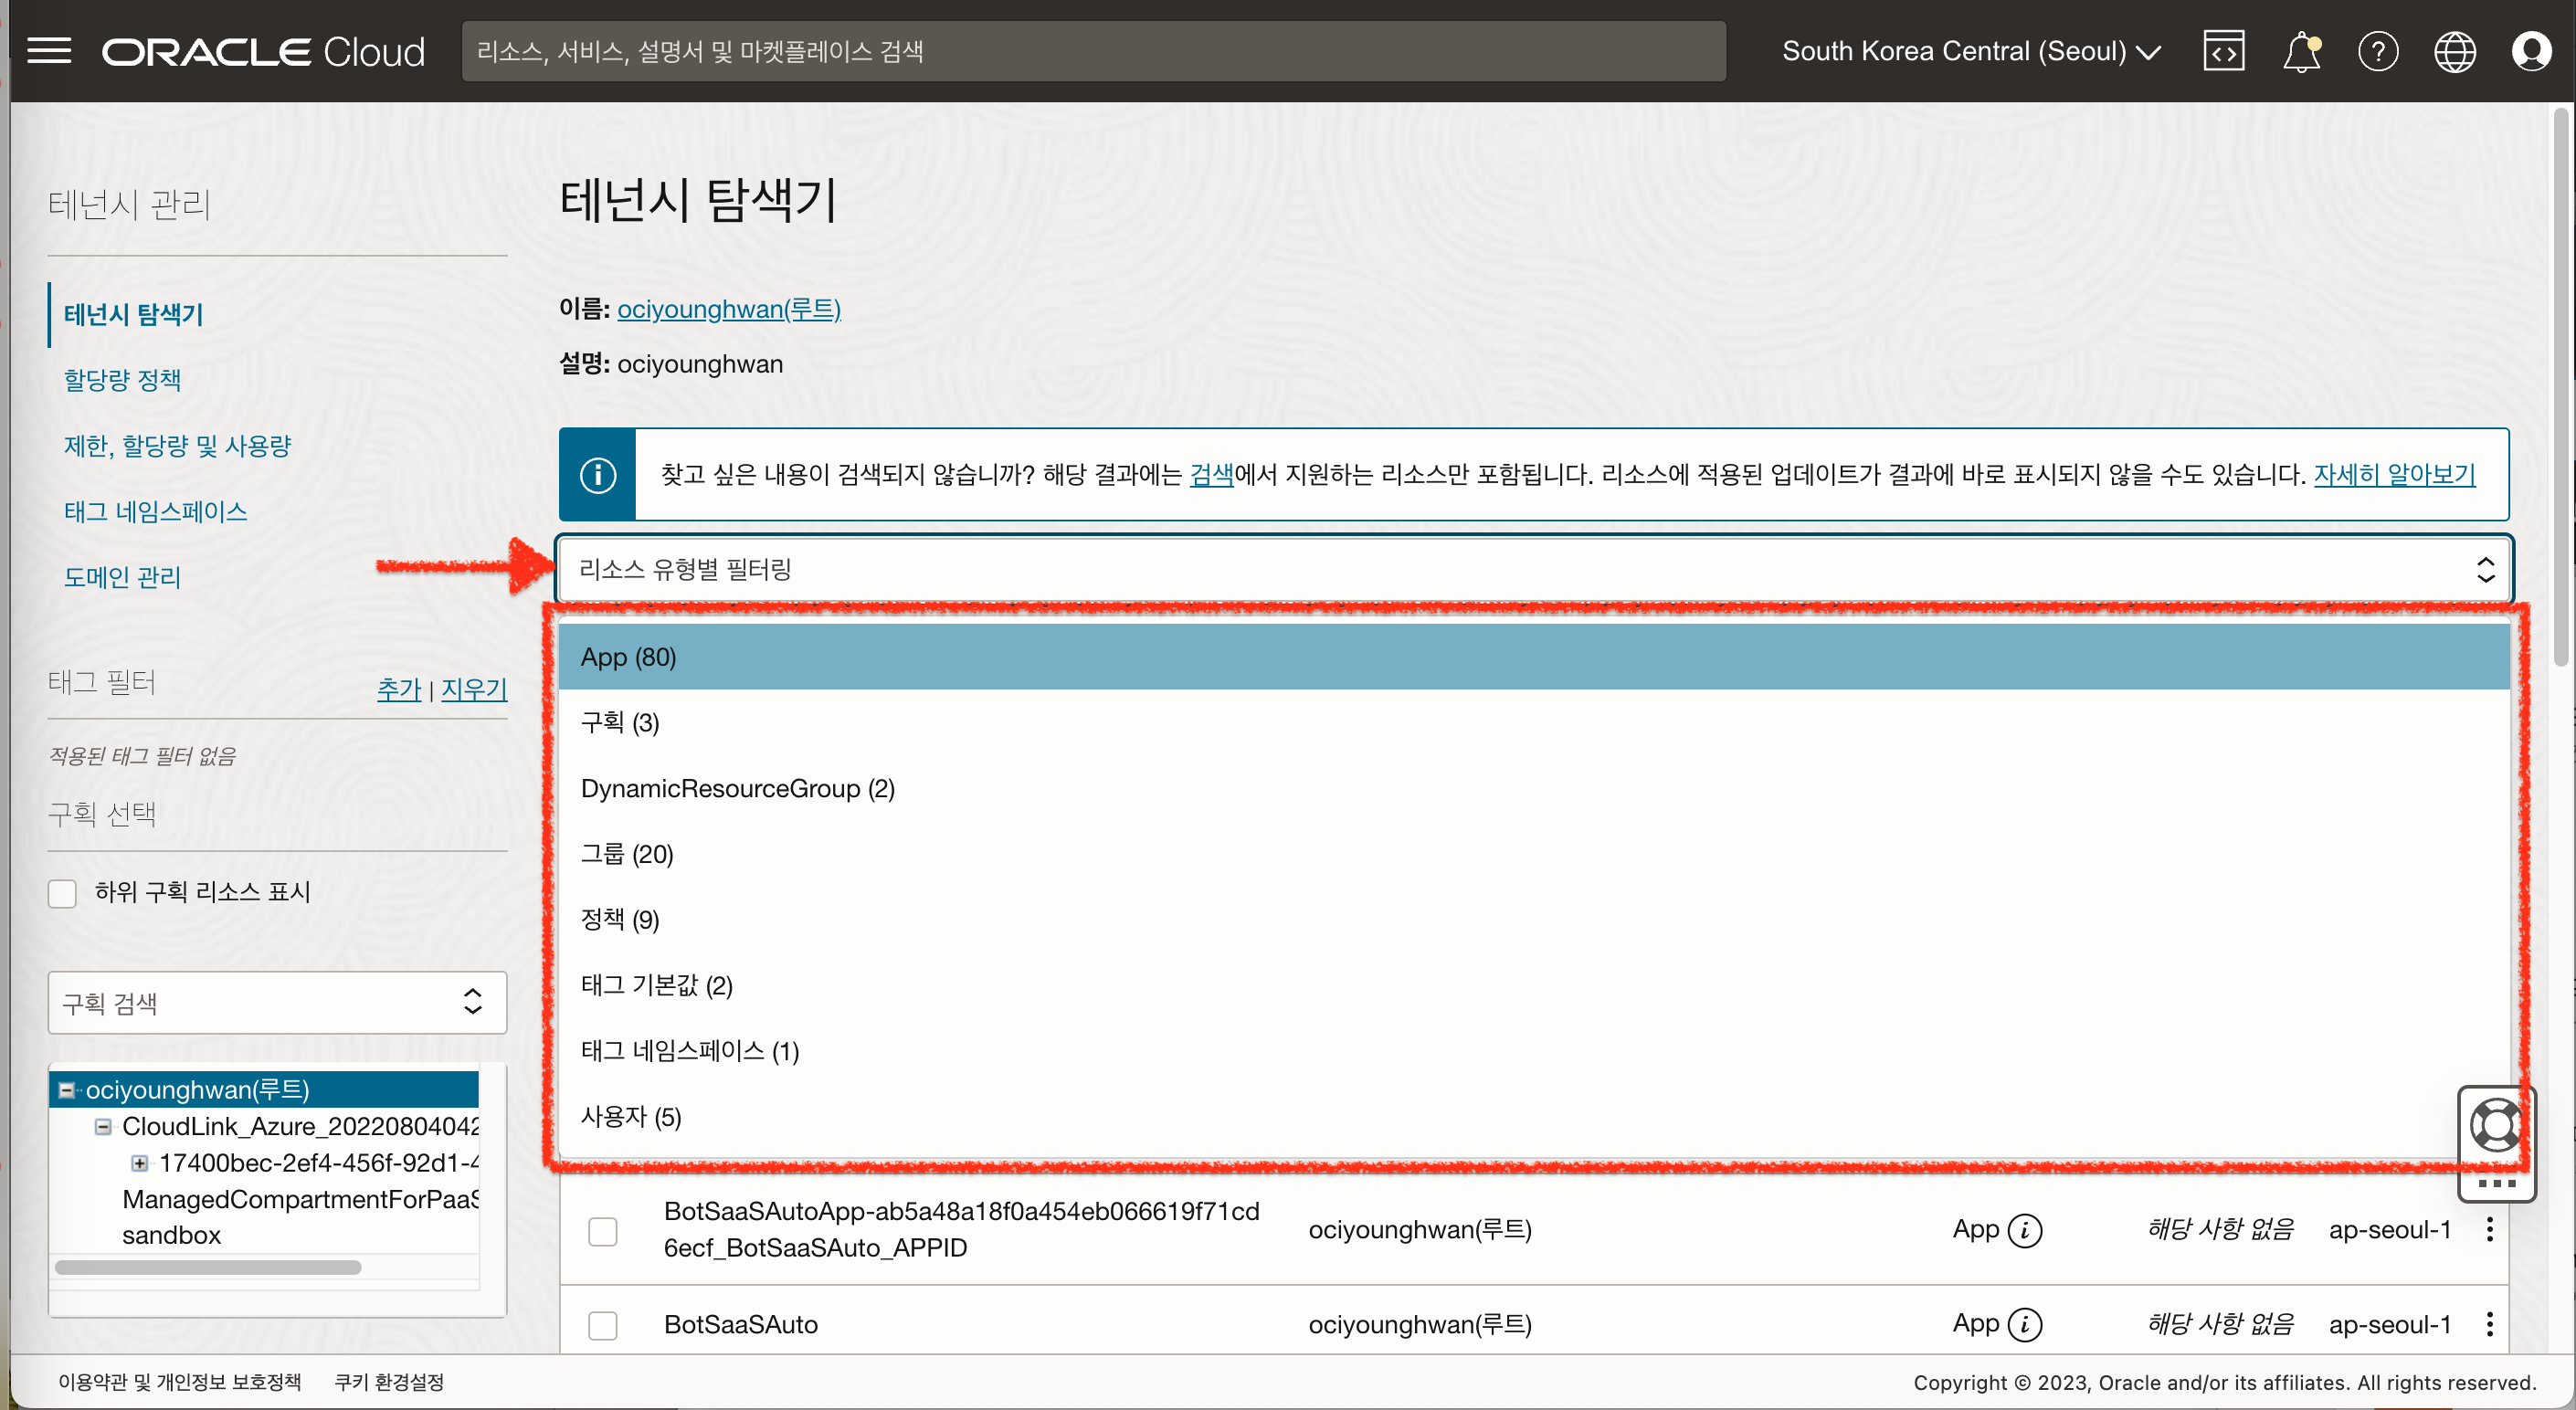 ORACLE Cloud
리소스, 서비스, 설명서 및 마켓플레이스 검색
South Korea Central (Seoul)
테넌시 관리
테넌시 탐색기
할당량 정책
제한, 할당량 및 사용량
태그 네임스페이스
도메인 관리
태그 필터
추가 | 지우기
적용된 태그 필터 없음
구획 선택
하위 구획 리소스 표시
구획 검색
ociyounghwan(루트)
CloudLink_Azure_20220804042
17400bec-2ef4-456f-92d1-4
ManagedCompartmentForPaaS
sandbox
테넌시 탐색기
이름: ociyounghwan(루트)
설명: ociyounghwan
찾고 싶은 내용이 검색되지 않습니까? 해당 결과에는 검색에서 지원하는 리소스만 포함됩니다. 리소스에 적용된 업데이트가 결과에 바로 표시되지 않을 수도 있습니다. 자세히 알아보기
리소스 유형별 필터링
App (80)
구획 (3)
DynamicResourceGroup (2)
그룹 (20)
정책 (9)
태그 기본값 (2)
태그 네임스페이스 (1)
사용자 (5)
BotSaaSAutoApp-ab5a48a18f0a454eb066619f71cd
6ecf_BotSaaSAuto_APPID
ociyounghwan(루트)
App
해당 사항 없음
ap-seoul-1
BotSaaSAuto
ociyounghwan(루트)
App
해당 사항 없음
ap-seoul-1
이용약관 및 개인정보 보호정책
쿠키 환경설정
Copyright © 2023, Oracle and/or its affiliates. All rights reserved.